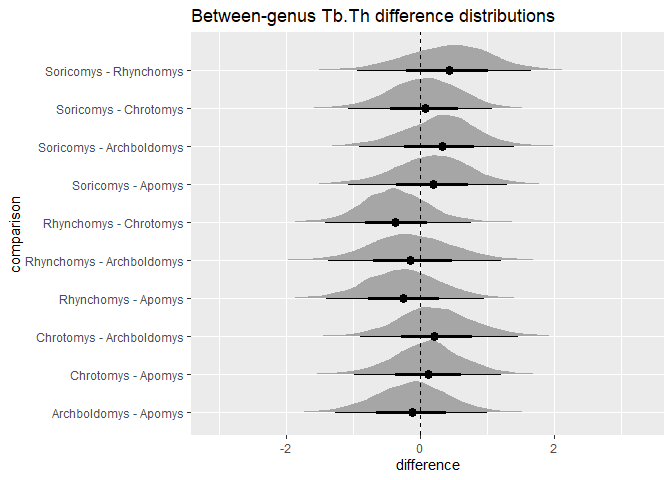 Between-genus Tb.Th difference distributions
comparison
Soricomys - Rhynchomys
Soricomys - Chrotomys
Soricomys - Archboldomys
Soricomys - Apomys
Rhynchomys - Chrotomys
Rhynchomys - Archboldomys
Rhynchomys - Apomys
Chrotomys - Archboldomys
Chrotomys - Apomys
Archboldomys - Apomys
-2 0 2
difference